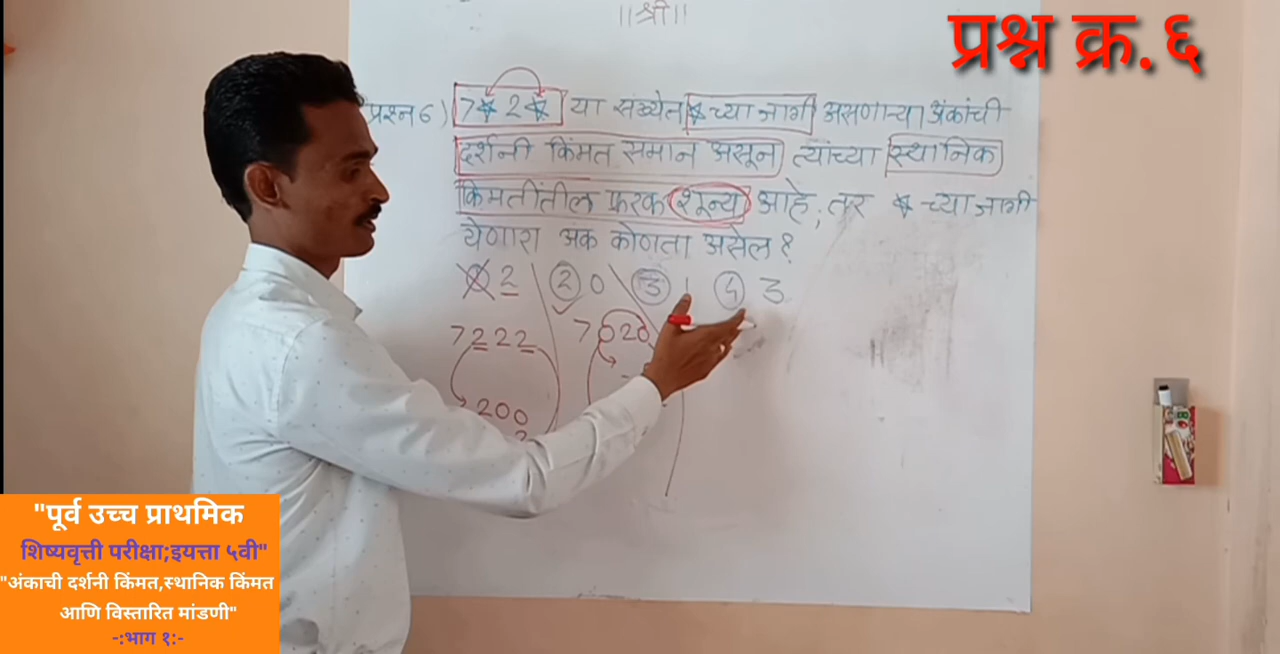 ॥श्री॥
प्रश्न क्र.६
प्रश्न 6) 7* 2* या संख्येत * च्या जागी असणाऱ्या अंकांची
दर्शनी किंमत समान असून त्यांच्या स्थानिक
किमतींतील फरक शून्य आहे, तर * च्या जागी
येणारा अंक कोणता असेल ?
2 ② 0 ③ 1 ④ 3
7222 7020
200
"पूर्व उच्च प्राथमिक
शिष्यवृत्ती परीक्षा;इयत्ता ५वी"
"अंकाची दर्शनी किंमत,स्थानिक किंमत
आणि विस्तारित मांडणी"
-:भाग १:-